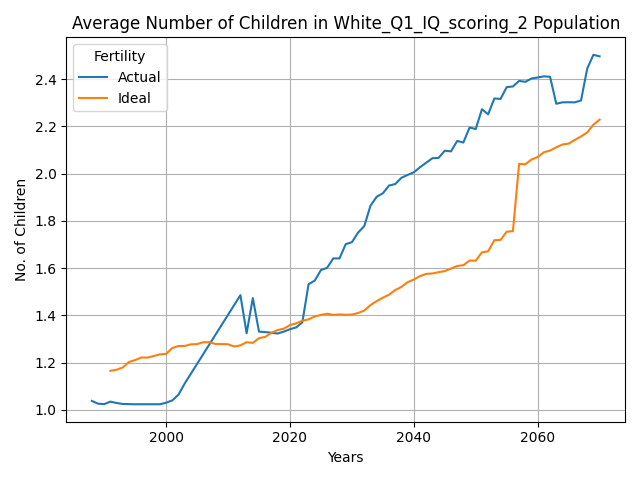 Average Number of Children in White_Q1_IQ_scoring_2 Population
Fertility
Actual
Ideal
No. of Children
2.4
2.2
2.0
1.8
1.6
1.4
1.2
1.0
2000
2020
2040
2060
Years